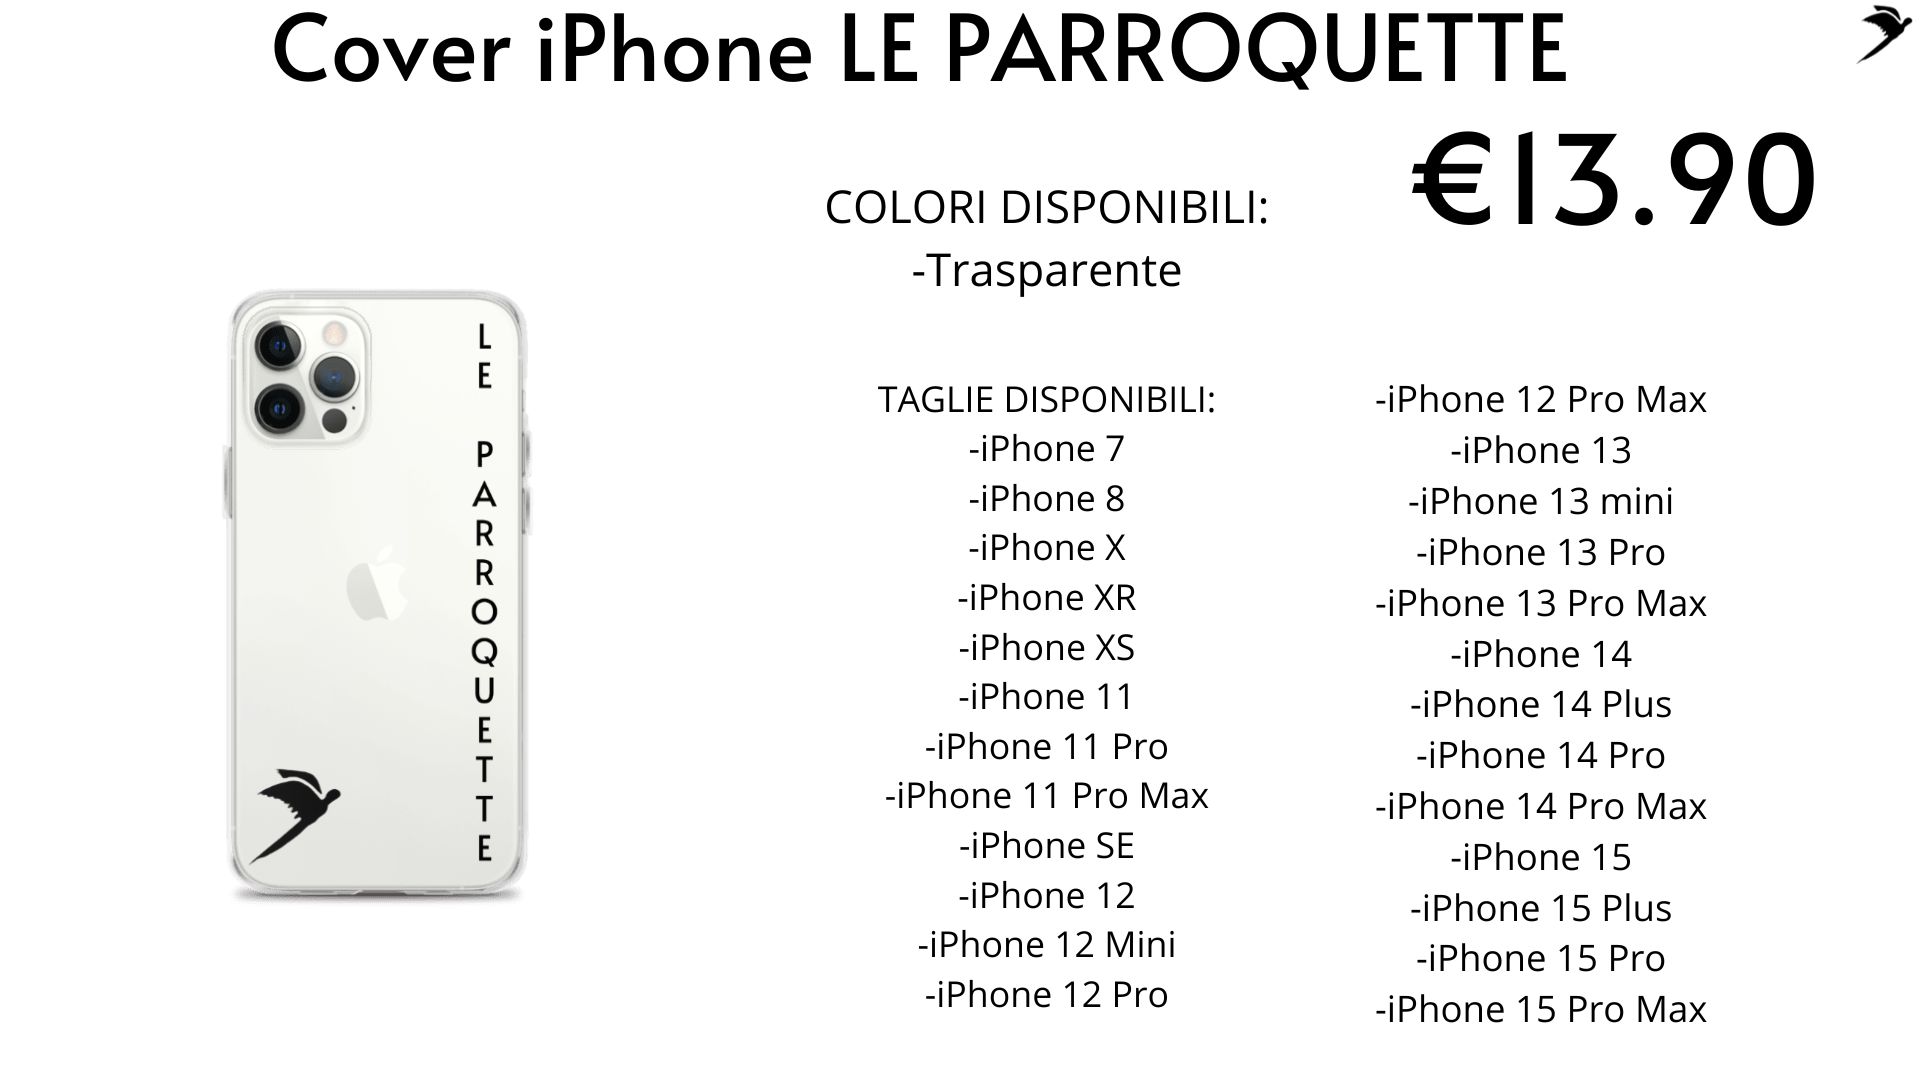 Cover iPhone LE PARROQUETTE
€13.90
COLORI DISPONIBILI:
-Trasparente
LE PARROQUETTE
TAGLIE DISPONIBILI:
-iPhone 7
-iPhone 8
-iPhone X
-iPhone XR
-iPhone XS
-iPhone 11
-iPhone 11 Pro
-iPhone 11 Pro Max
-iPhone SE
-iPhone 12
-iPhone 12 Mini
-iPhone 12 Pro
-iPhone 12 Pro Max
-iPhone 13
-iPhone 13 mini
-iPhone 13 Pro
-iPhone 13 Pro Max
-iPhone 14
-iPhone 14 Plus
-iPhone 14 Pro
-iPhone 14 Pro Max
-iPhone 15
-iPhone 15 Plus
-iPhone 15 Pro
-iPhone 15 Pro Max